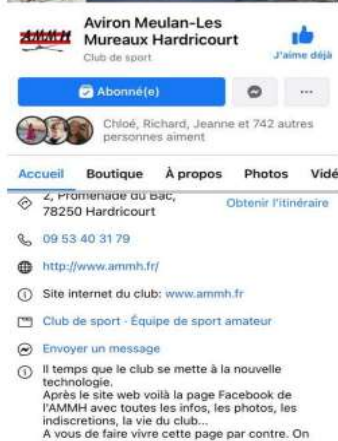 Aviron Meulan-Les
AMMH
Mureaux Hardricourt
Club de sport
J'aime déjà
Abonné(e)
Chloé, Richard, Jeanne et 742 autres
personnes aiment
Accueil Boutique À propos Photos Vidé
2, Promenade du Bac,
78250 Hardricourt
Obtenir l'itinéraire
09 53 40 31 79
http://www.ammh.fr/
Site internet du club: www.ammh.fr
Club de sport · Équipe de sport amateur
Envoyer un message
Il temps que le club se mette à la nouvelle
technologie.
Après le site web voilà la page Facebook de
l'AMMH avec toutes les infos, les photos, les
indiscretions, la vie du club...
A vous de faire vivre cette page par contre. On